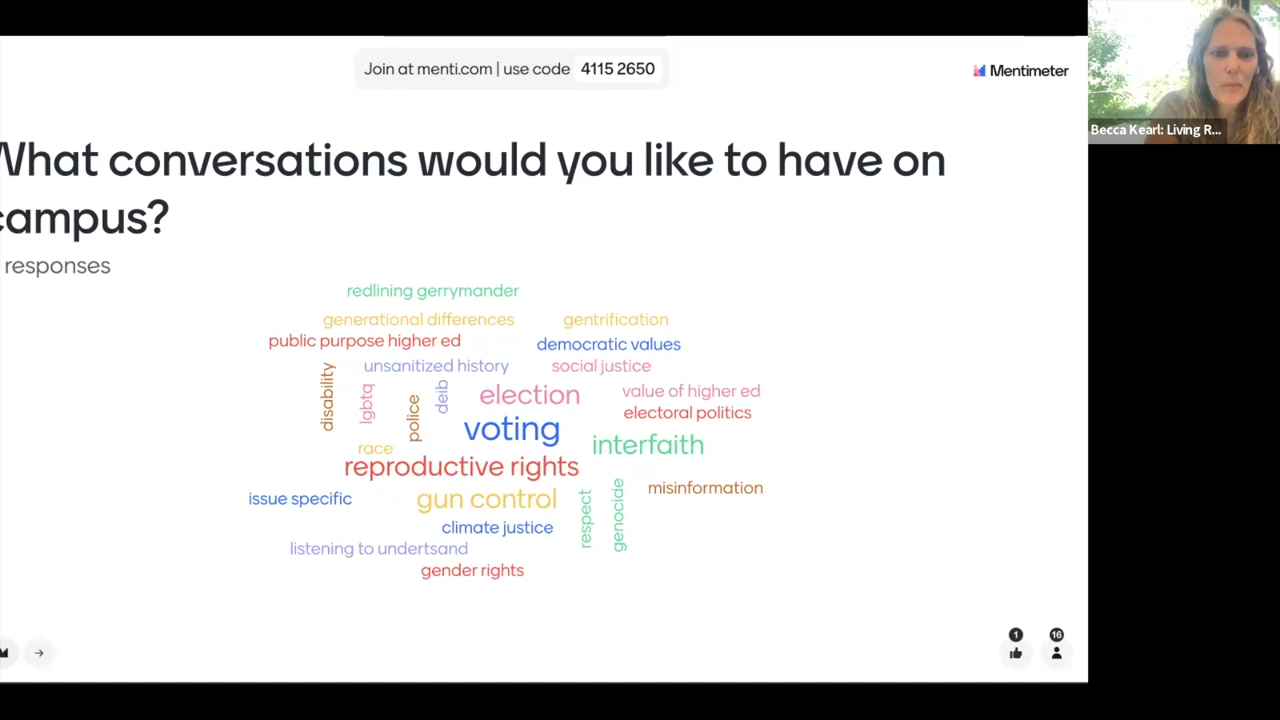 Join at menti.com | use code 4115 2650
Mentimeter
Becca Kearl: Living R...
What conversations would you like to have on
campus?
responses
redlining gerrymander
generational differences
gentrification
public purpose higher ed
democratic values
unsanitized history
social justice
disability
lgbtq
police
deib
election
value of higher ed
electoral politics
voting
interfaith
race
reproductive rights
issue specific
gun control
respect
genocide
misinformation
climate justice
listening to undertsand
gender rights
1
16